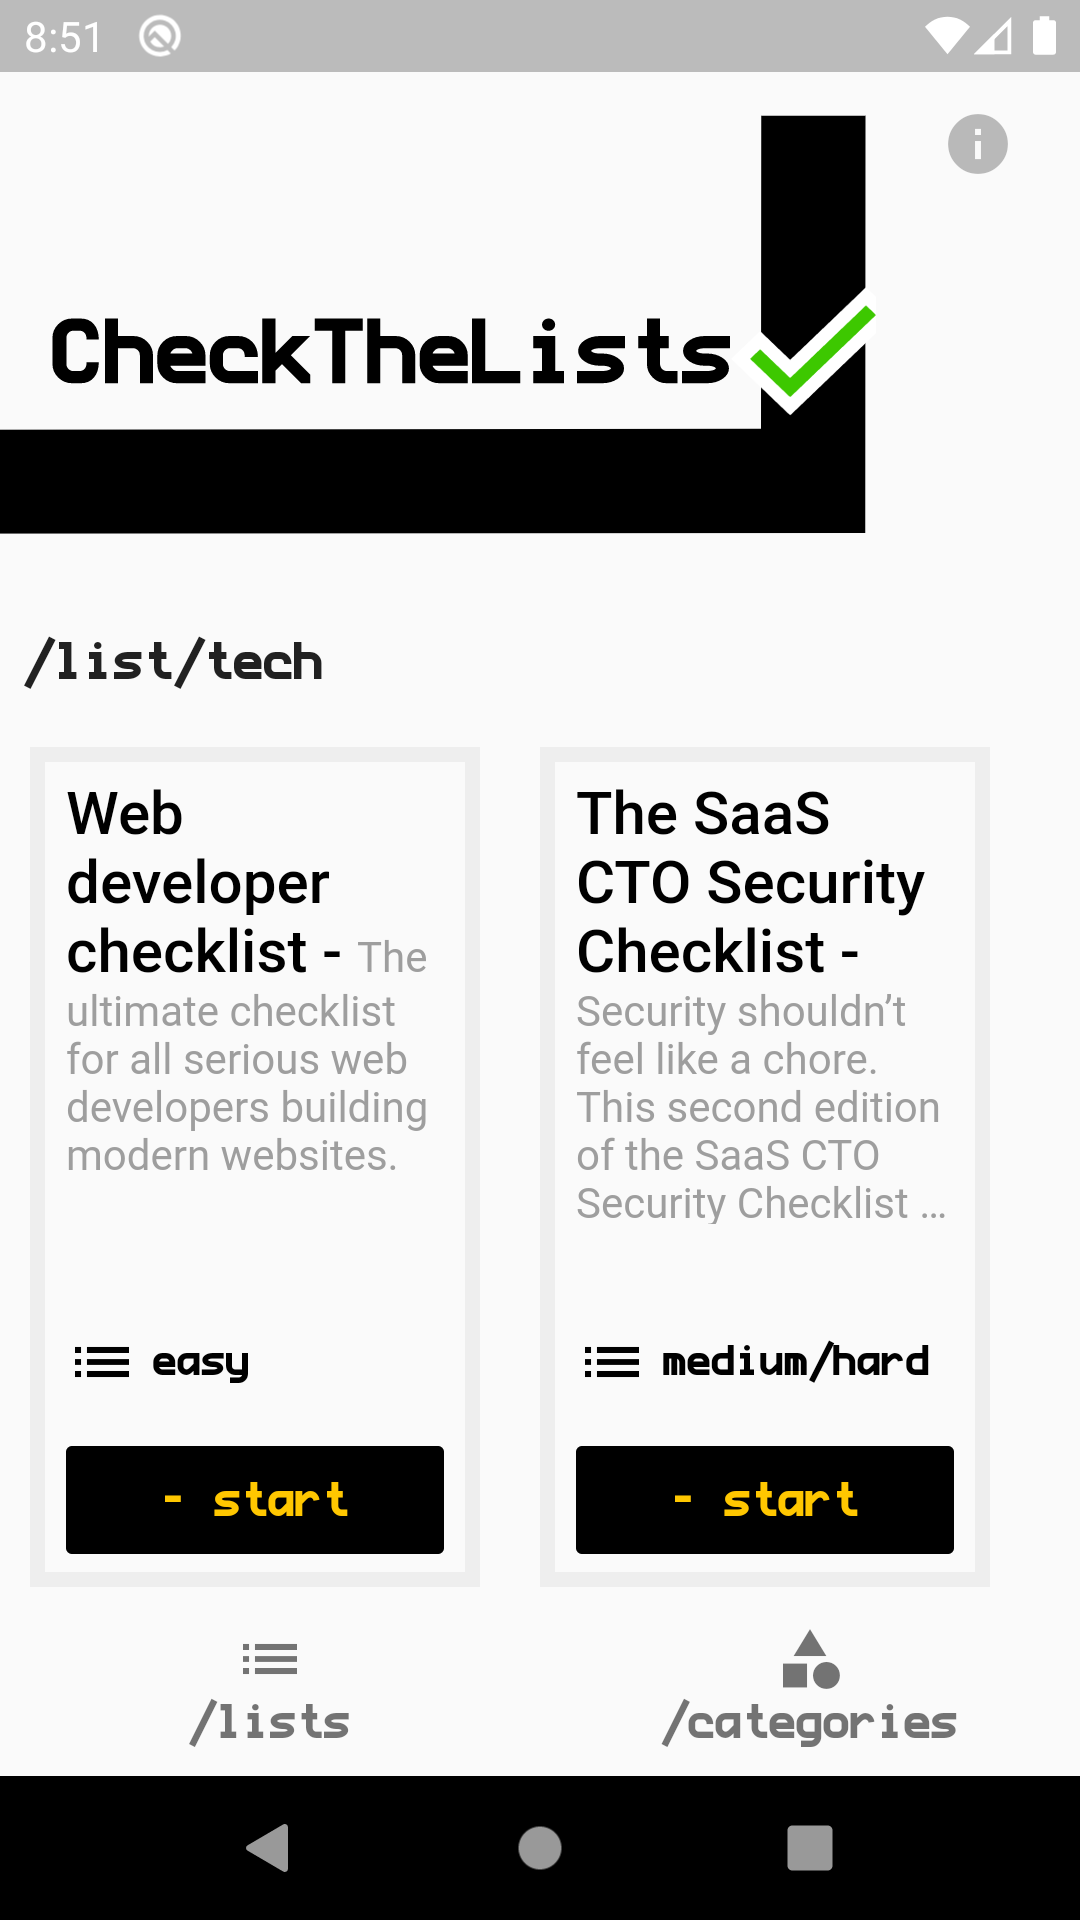 8:51
CheckTheLists
/list/tech
Web
developer
checklist - The
ultimate checklist
for all serious web
developers building
modern websites.
easy
- start
The SaaS
CTO Security
Checklist -
Security shouldn’t
feel like a chore.
This second edition
of the SaaS CTO
Security Checklist ...
medium/hard
- start
/lists
/categories